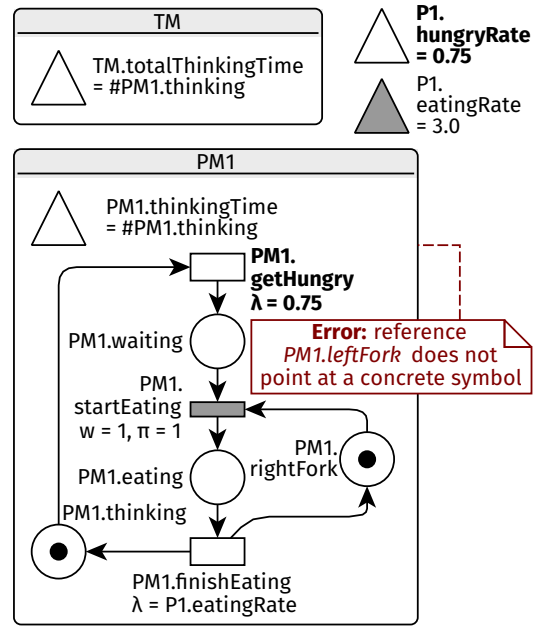 TM
TM.totalThinkingTime
= #PM1.thinking
P1.
hungryRate
= 0.75
P1.
eatingRate
= 3.0
PM1
PM1.thinkingTime
= #PM1.thinking
PM1.
getHungry
λ = 0.75
PM1.waiting
Error: reference
PM1.leftFork does not
point at a concrete symbol
PM1.
startEating
w = 1, π = 1
PM1.
rightFork
PM1.eating
PM1.thinking
PM1.finishEating
λ = P1.eatingRate